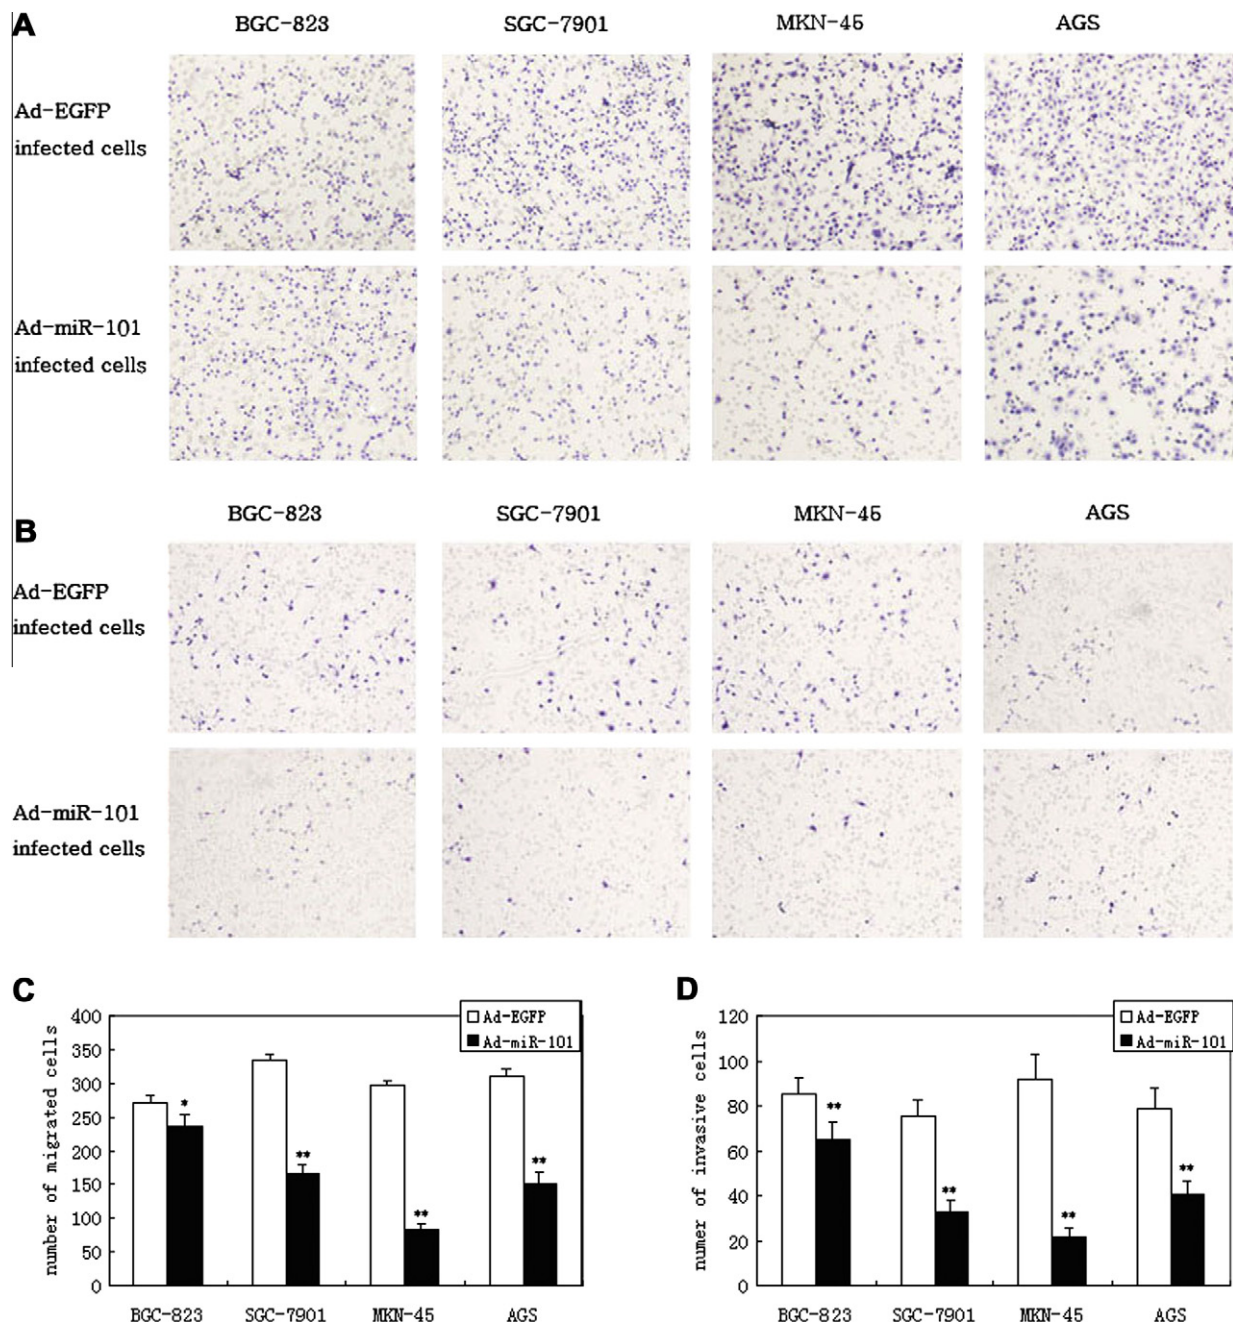 A
BGC-823 SGC-7901 MKN-45 AGS
Ad-EGFP
infected cells
Ad-miR-101
infected cells
B
BGC-823 SGC-7901 MKN-45 AGS
Ad-EGFP
infected cells
Ad-miR-101
infected cells
C
number of migrated cells
400
350
300
250
200
150
100
50
0
Ad-EGFP
Ad-miR-101
* ** ** **
BGC-823 SGC-7901 MKN-45 AGS
D
numer of invasive cells
120
100
80
60
40
20
0
Ad-EGFP
Ad-miR-101
** ** ** **
BGC-823 SGC-7901 MKN-45 AGS